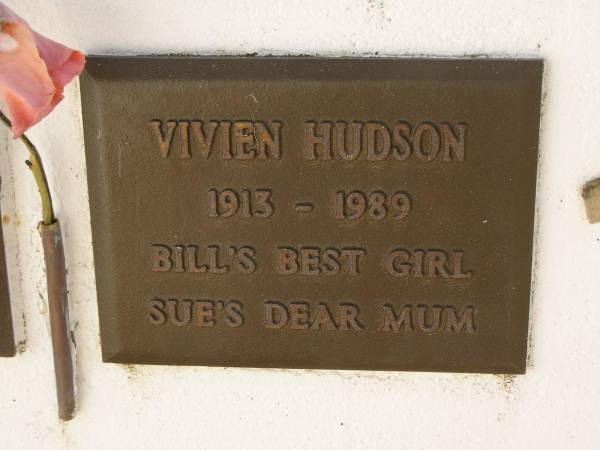 VIVIEN HUDSON
1913 - 1989
BILL'S BEST GIRL
SUE'S DEAR MUM